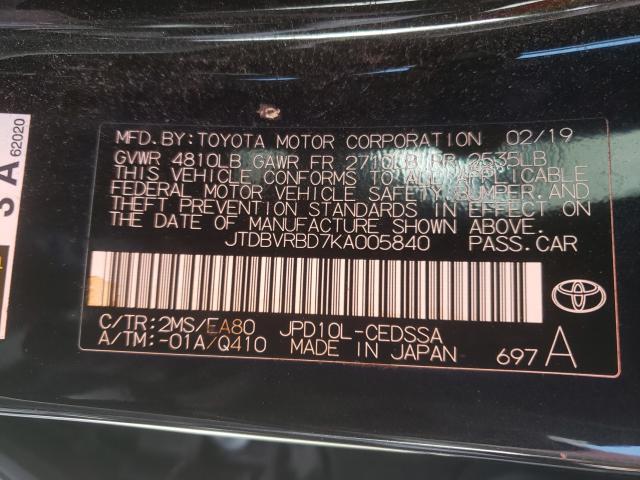 MFD.BY:TOYOTA MOTOR CORPORATION 02/19
GVWR 4810LB GAWR FR 2710LB RR 2535LB
THIS VEHICLE CONFORMS TO ALL APPLICABLE
FEDERAL MOTOR VEHICLE SAFETY, BUMPER, AND
THEFT PREVENTION STANDARDS IN EFFECT ON
THE DATE OF MANUFACTURE SHOWN ABOVE.
JTDBVRBD7KA005840 PASS.CAR
C/TR:2MS/EA80 JPD10L-CEDSSA
A/TM:-01A/Q410 MADE IN JAPAN 697 A
3 A
62020